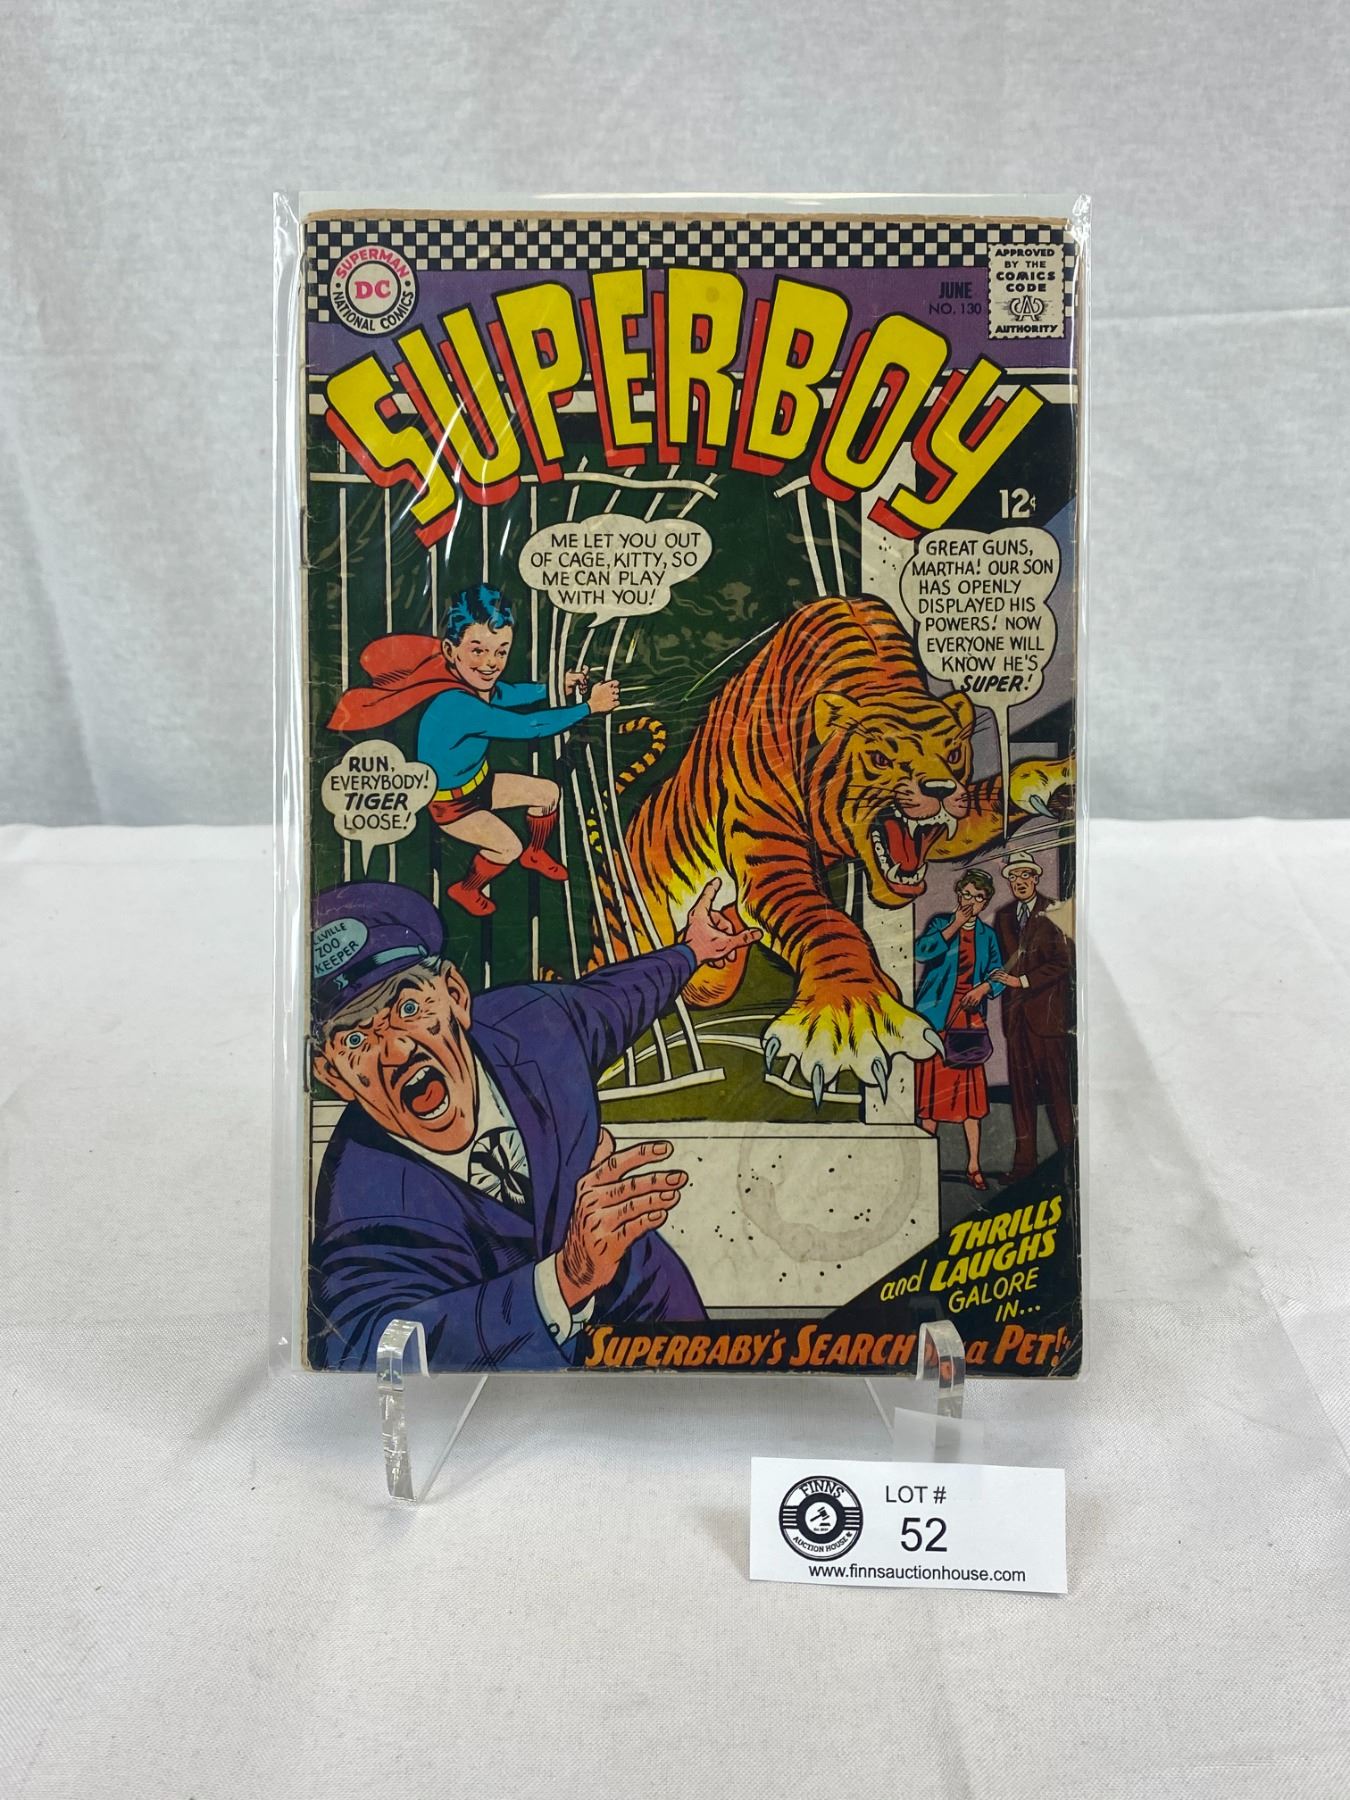 SUPERMAN
DC
NATIONAL COMICS
SUPERBOY
JUNE
NO. 130
APPROVED
BY THE
COMICS
CODE
AUTHORITY
12¢
ME LET YOU OUT
OF CAGE, KITTY, SO
ME CAN PLAY
WITH YOU!
GREAT GUNS,
MARTHA! OUR SON
HAS OPENLY
DISPLAYED HIS
POWERS! NOW
EVERYONE WILL
KNOW HE'S
SUPER!
RUN,
EVERYBODY!
TIGER
LOOSE!
LLVILLE
ZOO
KEEPER
THRILLS
and LAUGHS
GALORE
IN...
"SUPERBABY'S SEARCH a PET!"
FINNS
AUCTION HOUSE
LOT #
52
www.finnsauctionhouse.com